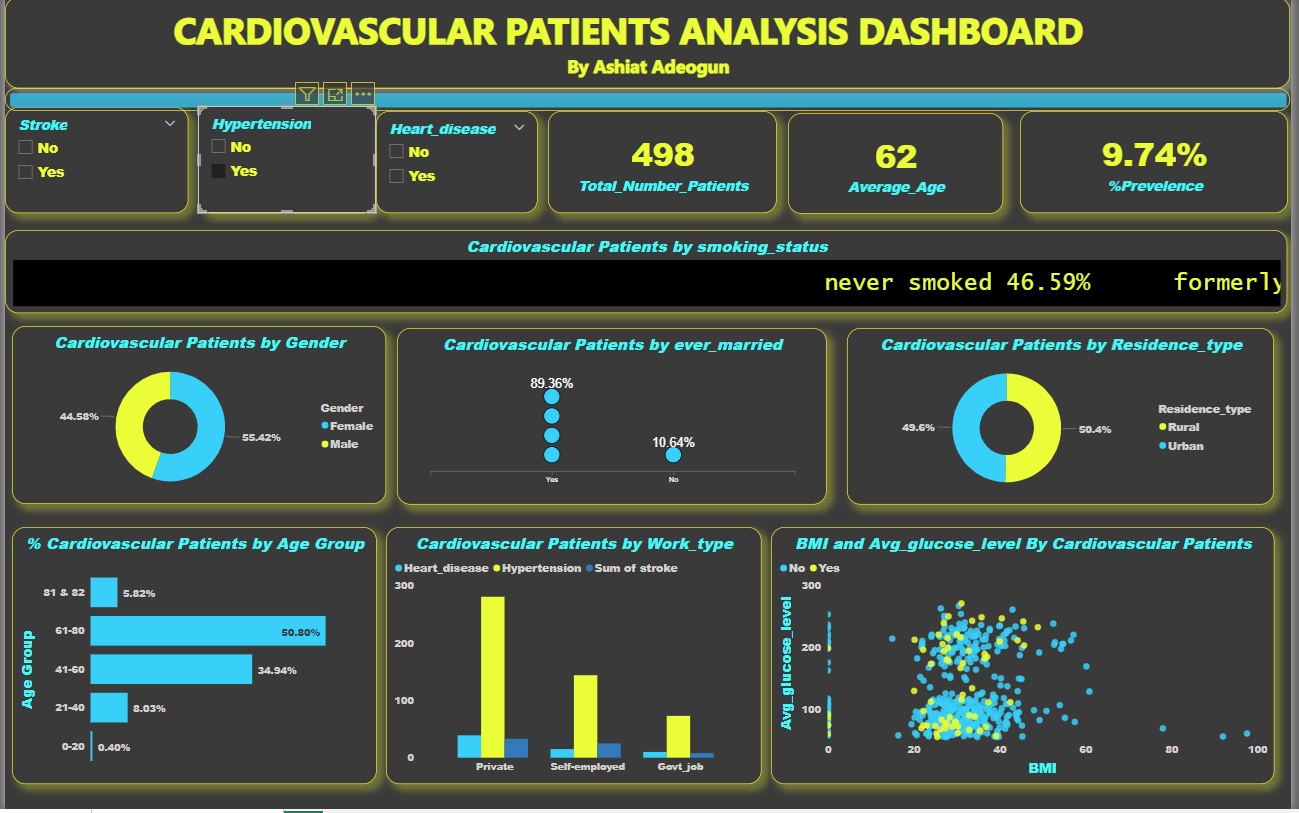 CARDIOVASCULAR PATIENTS ANALYSIS DASHBOARD
By Ashiat Adeogun
Stroke
No
Yes
Hypertension
No
Yes
Heart_disease
No
Yes
498
Total_Number_Patients
62
Average_Age
9.74%
%Prevelence
Cardiovascular Patients by smoking_status
never smoked 46.59% formerly
Cardiovascular Patients by Gender
44.58%
55.42%
Gender
Female
Male
Cardiovascular Patients by ever_married
89.36%
10.64%
Yes No
Cardiovascular Patients by Residence_type
49.6%
50.4%
Residence_type
Rural
Urban
% Cardiovascular Patients by Age Group
Age Group
81 & 82 5.82%
61-80 50.80%
41-60 34.94%
21-40 8.03%
0-20 0.40%
Cardiovascular Patients by Work_type
Heart_disease Hypertension Sum of stroke
300
200
100
0
Private Self-employed Govt_job
BMI and Avg_glucose_level By Cardiovascular Patients
No Yes
Avg_glucose_level
300
200
100
0 20 40 60 80 100
BMI